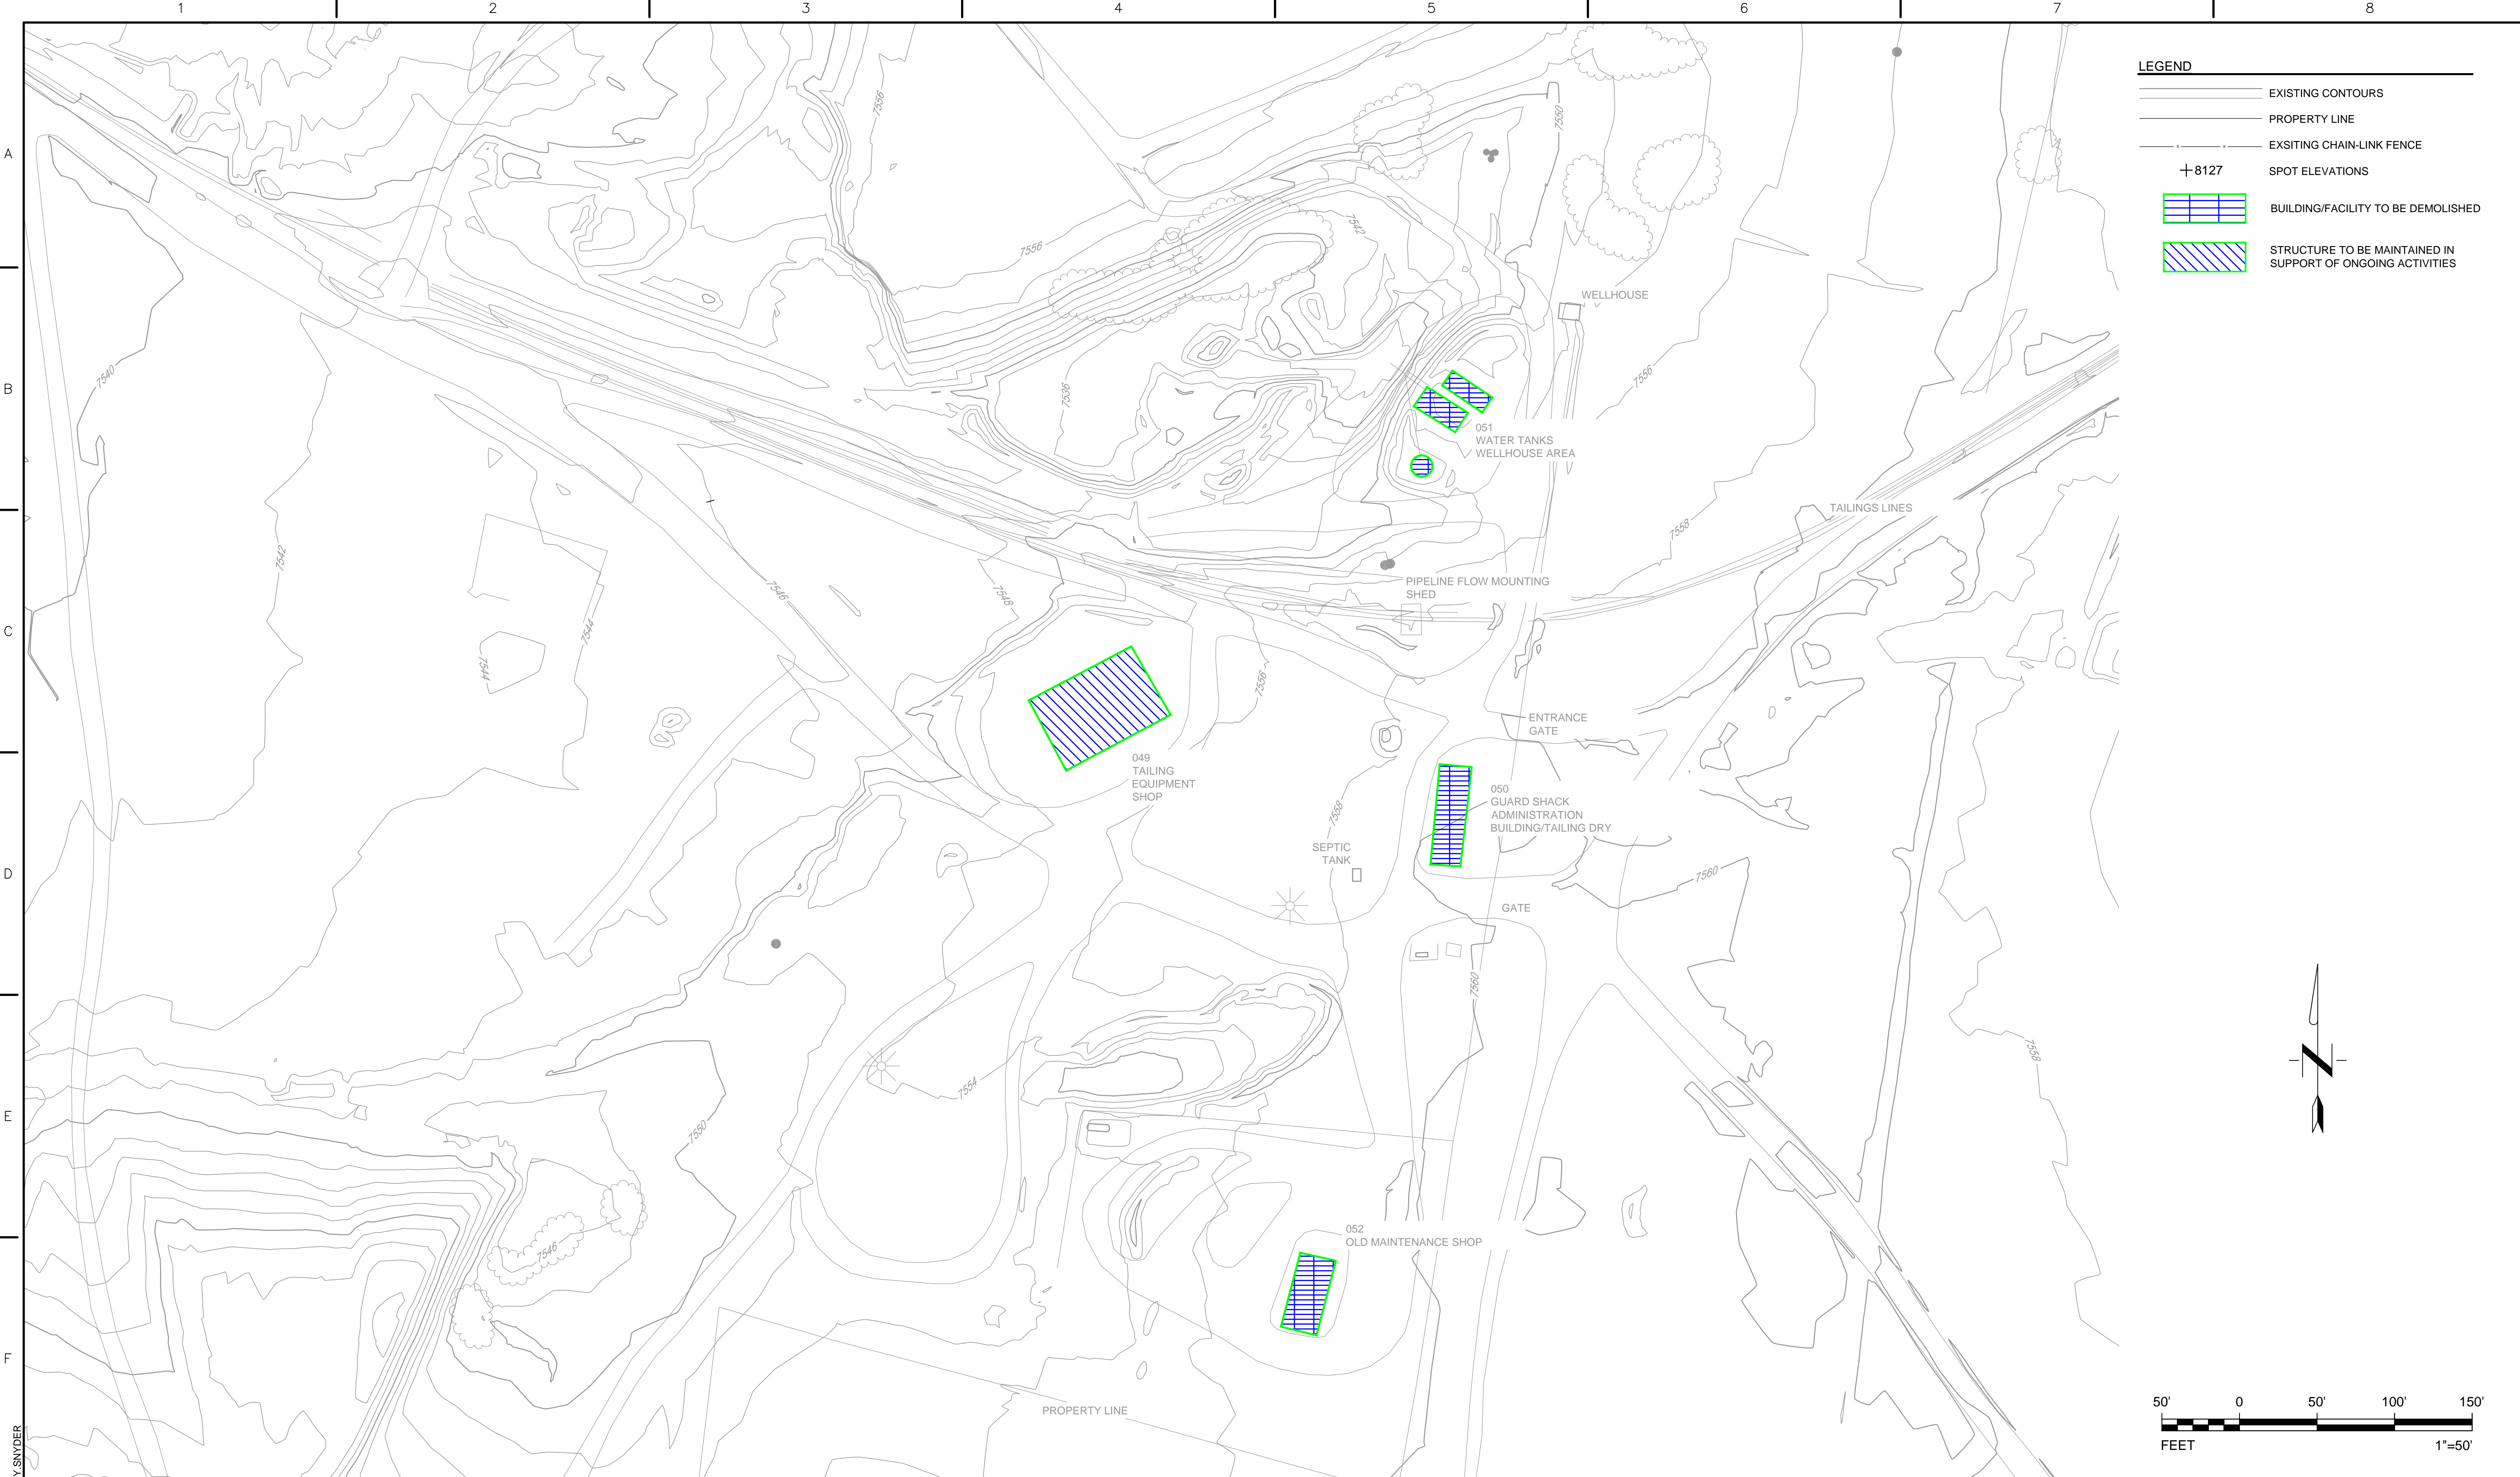 1 2 3 4 5 6 7 8
A
B
C
D
E
F
LEGEND
EXISTING CONTOURS
PROPERTY LINE
EXSITING CHAIN-LINK FENCE
8127
SPOT ELEVATIONS
BUILDING/FACILITY TO BE DEMOLISHED
STRUCTURE TO BE MAINTAINED IN
SUPPORT OF ONGOING ACTIVITIES
7556
7550
7542
7556
WELLHOUSE
7540
7536
7556
051
WATER TANKS
WELLHOUSE AREA
TAILINGS LINES
7558
7542
PIPELINE FLOW MOUNTING
SHED
7546
7548
7544
7544
7556
ENTRANCE
GATE
049
TAILING
EQUIPMENT
SHOP
050
GUARD SHACK
ADMINISTRATION
BUILDING/TAILING DRY
7558
SEPTIC
TANK
7560
GATE
7560
7558
7554
7550
052
OLD MAINTENANCE SHOP
7546
PROPERTY LINE
N
50' 0 50' 100' 150'
FEET 1"=50'
Y.SNYDER